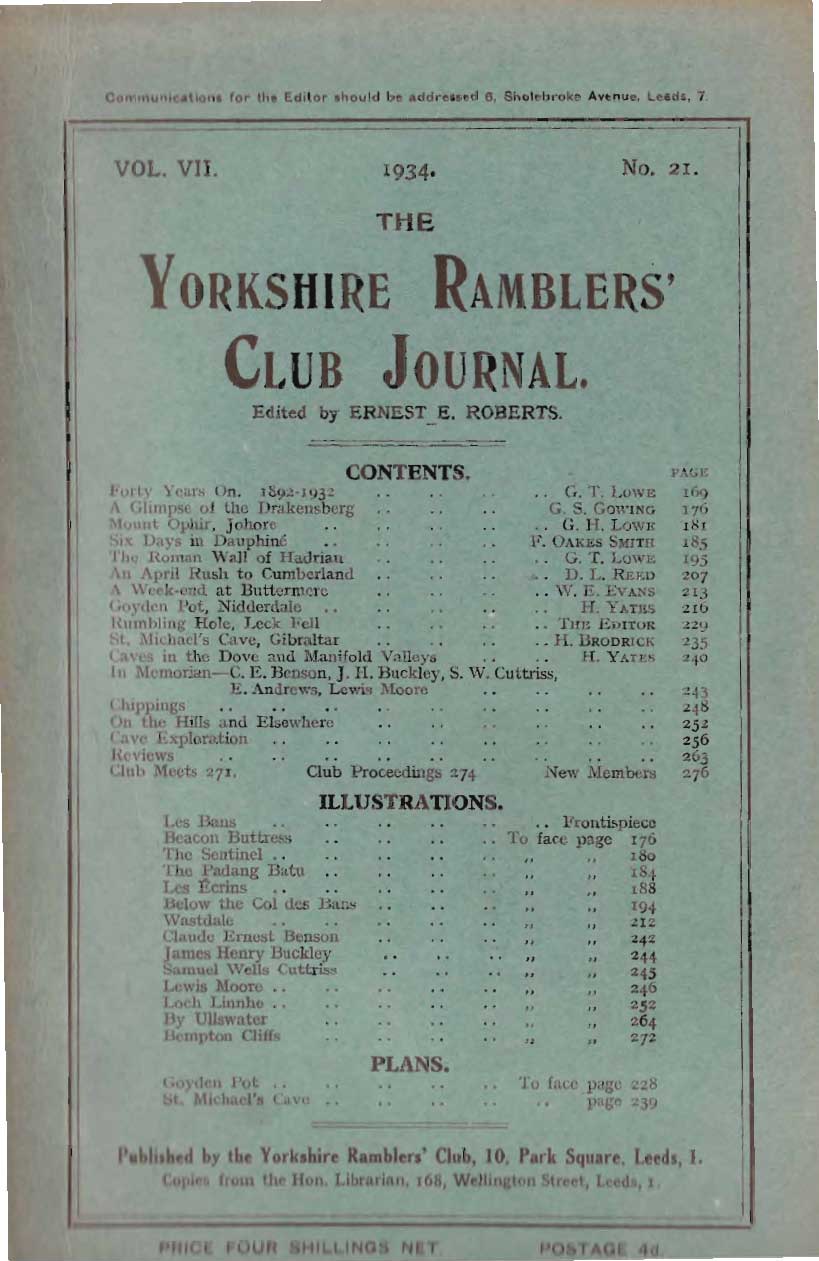 Communications for the Editor should be addressed 6, Sholebroke Avenue, Leeds, 7.
VOL. VII. 1934. No. 21.
THE
YORKSHIRE RAMBLERS'
CLUB JOURNAL.
Edited by ERNEST E. ROBERTS.
CONTENTS. PAGE
Forty Years On. 1892-1932 .. .. .. .. G. T. LOWE 169
A Glimpse of the Drakensberg .. .. .. G. S. GOWING 176
Mount Ophir, Johore .. .. .. .. .. G. H. LOWE 181
Six Days in Dauphiné .. .. .. .. F. OAKES SMITH 185
The Roman Wall of Hadrian .. .. .. .. G. T. LOWE 195
An April Rush to Cumberland .. .. .. .. D. L. REED 207
A Week-end at Buttermere .. .. .. .. W. E. EVANS 213
Goyden Pot, Nidderdale .. .. .. .. .. H. YATES 216
Rumbling Hole, Leck Fell .. .. .. .. THE EDITOR 229
St. Michael's Cave, Gibraltar .. .. .. .. H. BRODRICK 235
Caves in the Dove and Manifold Valleys .. .. H. YATES 240
In Memorian—C. E. Benson, J. H. Buckley, S. W. Cuttriss,
E. Andrews, Lewis Moore .. .. .. .. 243
Chippings .. .. .. .. .. .. .. .. .. 248
On the Hills and Elsewhere .. .. .. .. .. .. 252
Cave Exploration .. .. .. .. .. .. .. .. 256
Reviews .. .. .. .. .. .. .. .. .. 263
Club Meets 271. Club Proceedings 274 New Members 276
ILLUSTRATIONS.
Les Bans .. .. .. .. .. .. Frontispiece
Beacon Buttress .. .. .. .. To face page 176
The Sentinel .. .. .. .. .. ,, ,, 180
The Padang Batu .. .. .. .. ,, ,, 184
Les Écrins .. .. .. .. .. ,, ,, 188
Below the Col des Bans .. .. .. ,, ,, 194
Wastdale .. .. .. .. .. ,, ,, 212
Claude Ernest Benson .. .. .. ,, ,, 242
James Henry Buckley .. .. .. ,, ,, 244
Samuel Wells Cuttriss .. .. .. ,, ,, 245
Lewis Moore .. .. .. .. .. ,, ,, 246
Loch Linnhe .. .. .. .. .. ,, ,, 252
By Ullswater .. .. .. .. ,, ,, 264
Bempton Cliffs .. .. .. .. ,, ,, 272
PLANS.
Goyden Pot .. .. .. .. .. To face page 228
St. Michael's Cave .. .. .. .. .. page 239
Published by the Yorkshire Ramblers' Club, 10, Park Square, Leeds, 1.
Copies from the Hon. Librarian, 168, Wellington Street, Leeds, 1.
PRICE FOUR SHILLINGS NET. POSTAGE 4d.